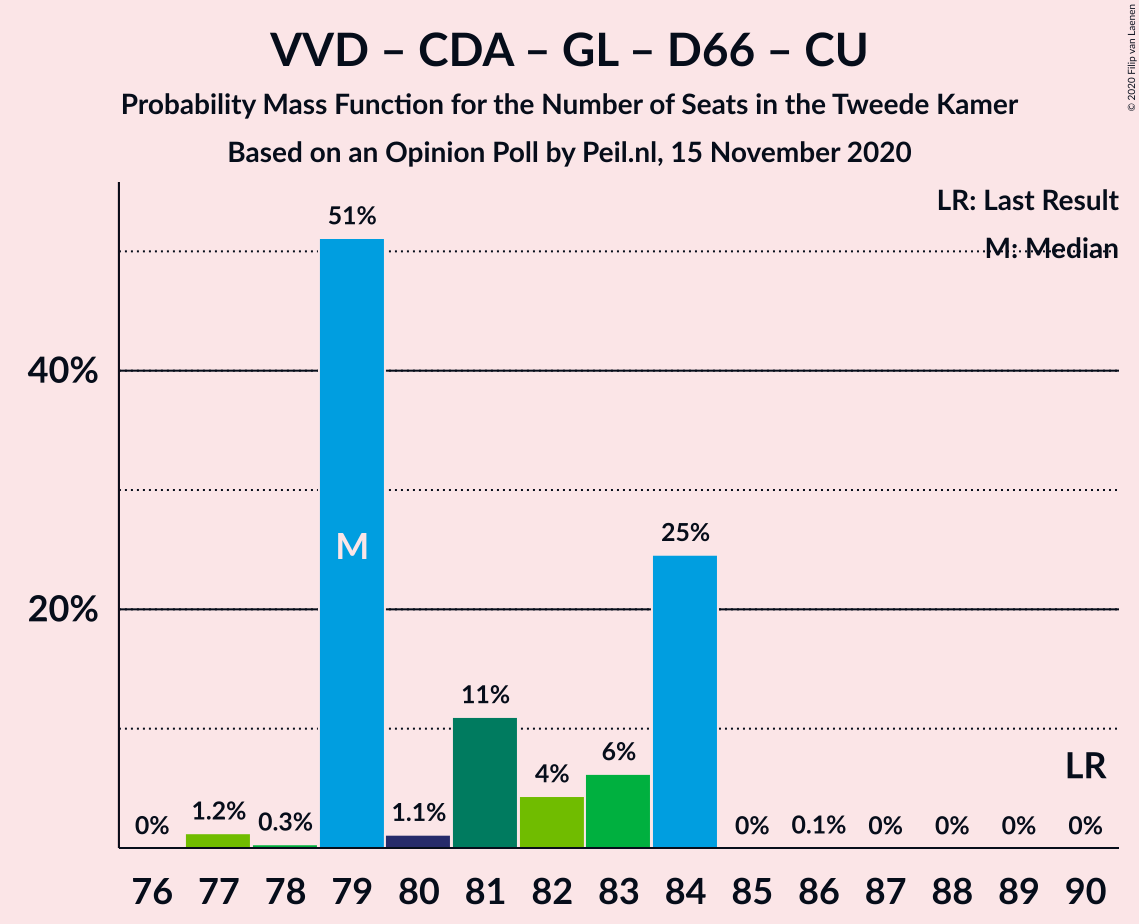 VVD – CDA – GL – D66 – CU
Probability Mass Function for the Number of Seats in the Tweede Kamer
Based on an Opinion Poll by Peil.nl, 15 November 2020
© 2020 Filip van Laenen
LR: Last Result
M: Median
51%
40%
M
25%
20%
11%
6%
LR
4%
1.2%
1.1%
0.3%
0%
0%
0.1%
0%
0%
0%
0%
76 77 78 79 80 81 82 83 84 85 86 87 88 89 90